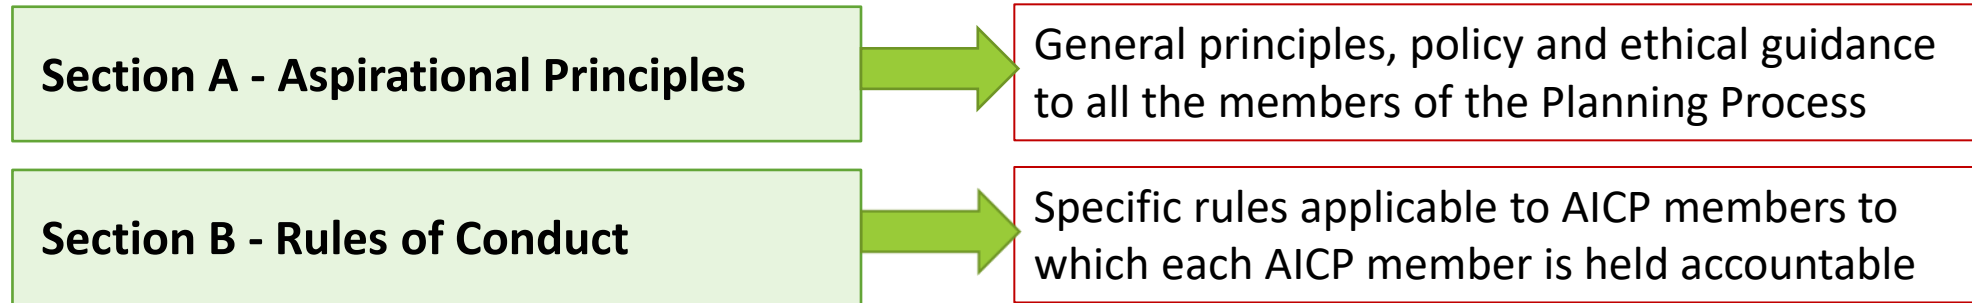 Section A - Aspirational Principles
General principles, policy and ethical guidance
to all the members of the Planning Process
Section B - Rules of Conduct
Specific rules applicable to AICP members to
which each AICP member is held accountable